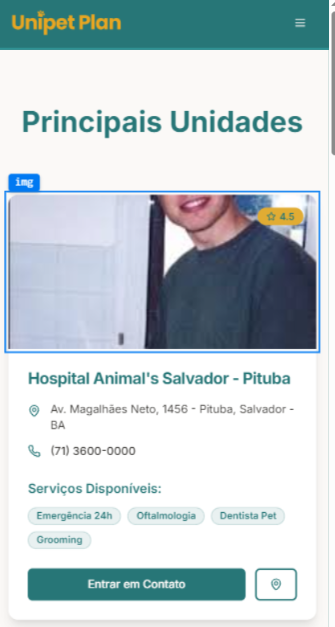 Unipet Plan
Principais Unidades
img
4.5
Hospital Animal's Salvador - Pituba
Av. Magalhães Neto, 1456 - Pituba, Salvador -
BA
(71) 3600-0000
Serviços Disponíveis:
Emergência 24h Oftalmologia Dentista Pet
Grooming
Entrar em Contato